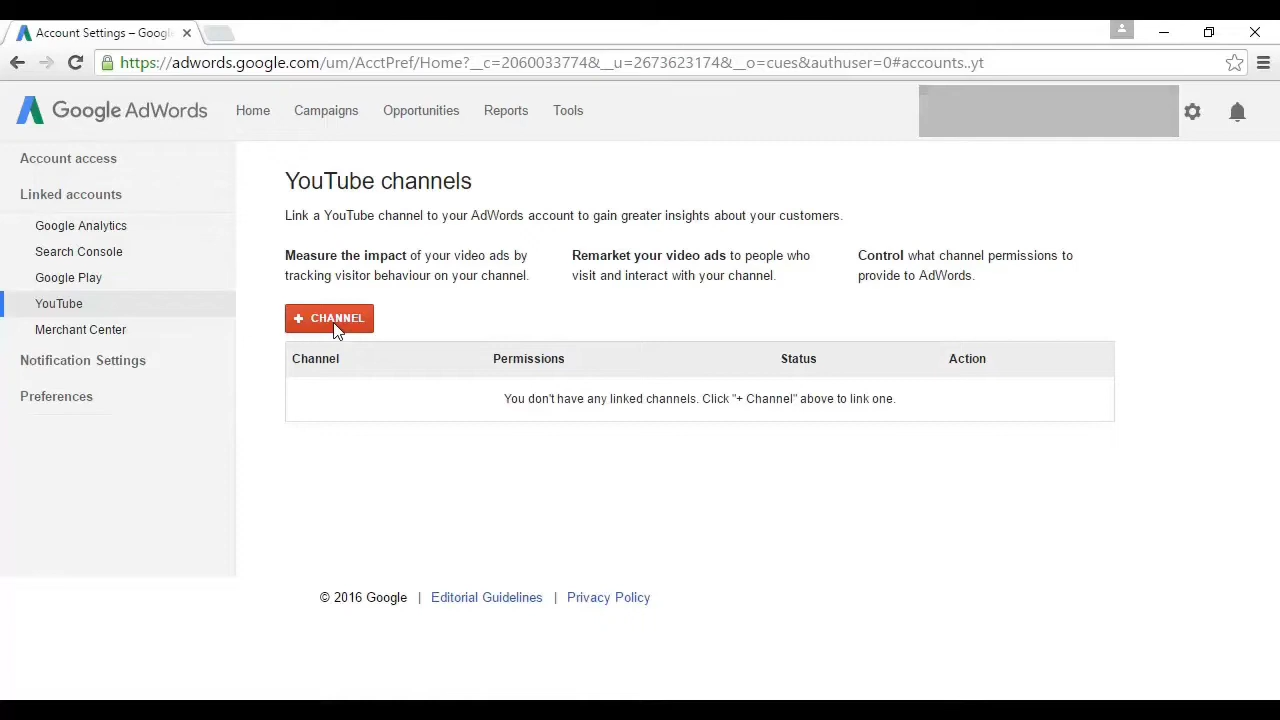 Account Settings – Googl
https://adwords.google.com/um/AcctPref/Home?__c=2060033774&__u=2673623174&__o=cues&authuser=0#accounts..yt
Google AdWords
Home
Campaigns
Opportunities
Reports
Tools
Account access
Linked accounts
Google Analytics
Search Console
Google Play
YouTube
Merchant Center
Notification Settings
Preferences
YouTube channels
Link a YouTube channel to your AdWords account to gain greater insights about your customers.
Measure the impact of your video ads by
tracking visitor behaviour on your channel.
Remarket your video ads to people who
visit and interact with your channel.
Control what channel permissions to
provide to AdWords.
+ CHANNEL
Channel
Permissions
Status
Action
You don't have any linked channels. Click "+ Channel" above to link one.
© 2016 Google | Editorial Guidelines | Privacy Policy